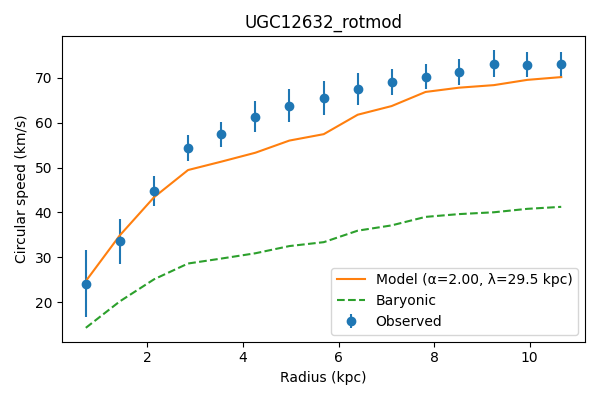 UGC12632_rotmod
Circular speed (km/s)
70
60
50
40
30
20
Model (α=2.00, λ=29.5 kpc)
Baryonic
Observed
2
4
6
8
10
Radius (kpc)